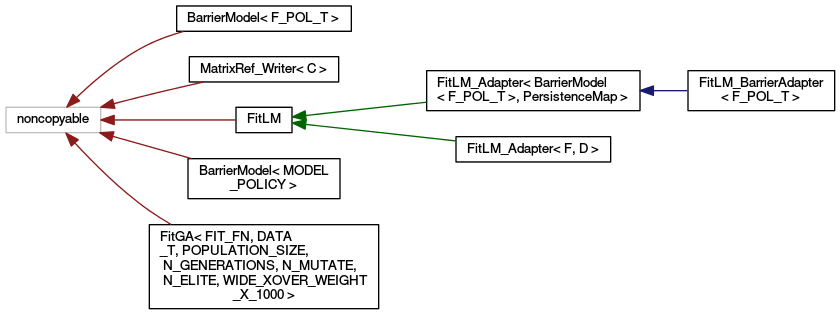 BarrierModel< F_POL_T >
MatrixRef_Writer< C >
noncopyable
FitLM
FitLM_Adapter< BarrierModel
< F_POL_T >, PersistenceMap >
FitLM_BarrierAdapter
< F_POL_T >
FitLM_Adapter< F, D >
BarrierModel< MODEL
_POLICY >
FitGA< FIT_FN, DATA
_T, POPULATION_SIZE,
N_GENERATIONS, N_MUTATE,
N_ELITE, WIDE_XOVER_WEIGHT
_X_1000 >